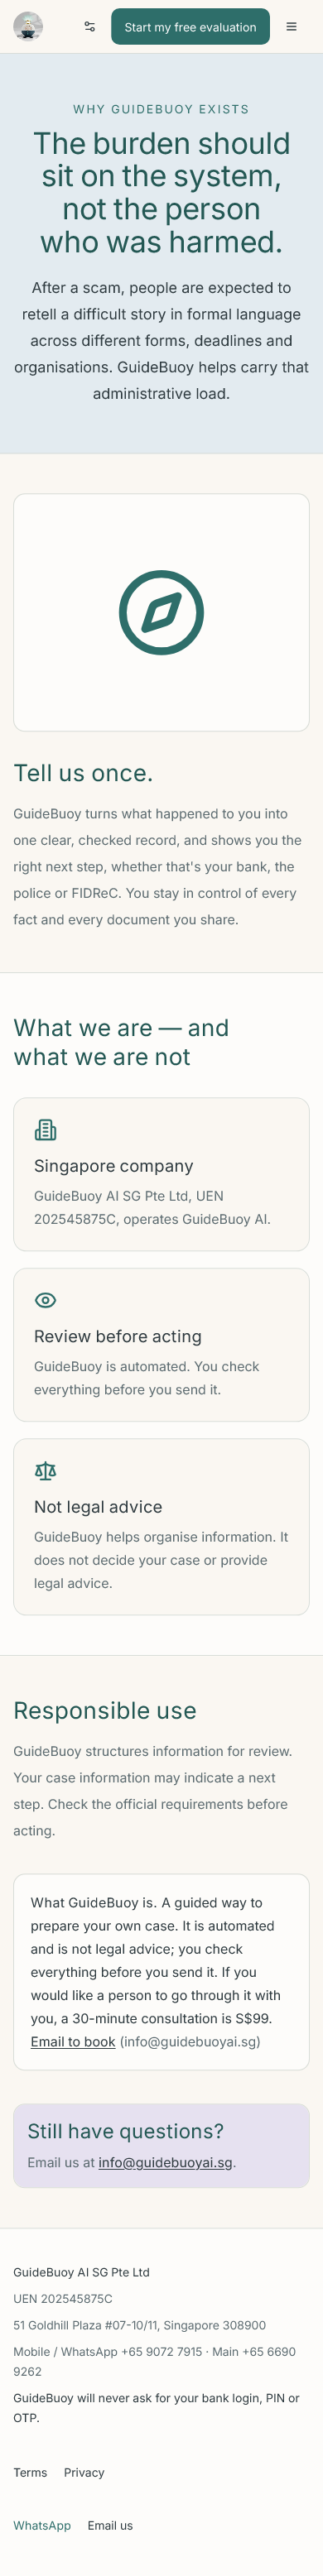 Start my free evaluation
WHY GUIDEBUOY EXISTS
The burden should
sit on the system,
not the person
who was harmed.
After a scam, people are expected to
retell a difficult story in formal language
across different forms, deadlines and
organisations. GuideBuoy helps carry that
administrative load.
Tell us once.
GuideBuoy turns what happened to you into
one clear, checked record, and shows you the
right next step, whether that's your bank, the
police or FIDReC. You stay in control of every
fact and every document you share.
What we are — and
what we are not
Singapore company
GuideBuoy AI SG Pte Ltd, UEN
202545875C, operates GuideBuoy AI.
Review before acting
GuideBuoy is automated. You check
everything before you send it.
Not legal advice
GuideBuoy helps organise information. It
does not decide your case or provide
legal advice.
Responsible use
GuideBuoy structures information for review.
Your case information may indicate a next
step. Check the official requirements before
acting.
What GuideBuoy is. A guided way to
prepare your own case. It is automated
and is not legal advice; you check
everything before you send it. If you
would like a person to go through it with
you, a 30-minute consultation is S$99.
Email to book (info@guidebuoyai.sg)
Still have questions?
Email us at info@guidebuoyai.sg.
GuideBuoy AI SG Pte Ltd
UEN 202545875C
51 Goldhill Plaza #07-10/11, Singapore 308900
Mobile / WhatsApp +65 9072 7915 · Main +65 6690
9262
GuideBuoy will never ask for your bank login, PIN or
OTP.
Terms Privacy
WhatsApp Email us